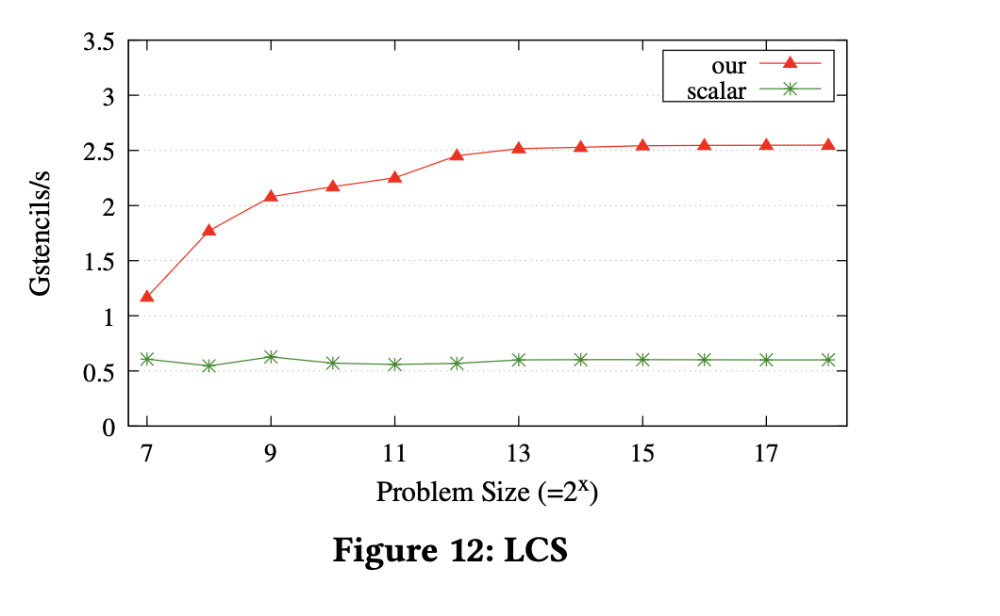 3.5
3
2.5
2
1.5
1
0.5
0
Gstencils/s
our
scalar
7 9 11 13 15 17
Problem Size (=2ˣ)
Figure 12: LCS